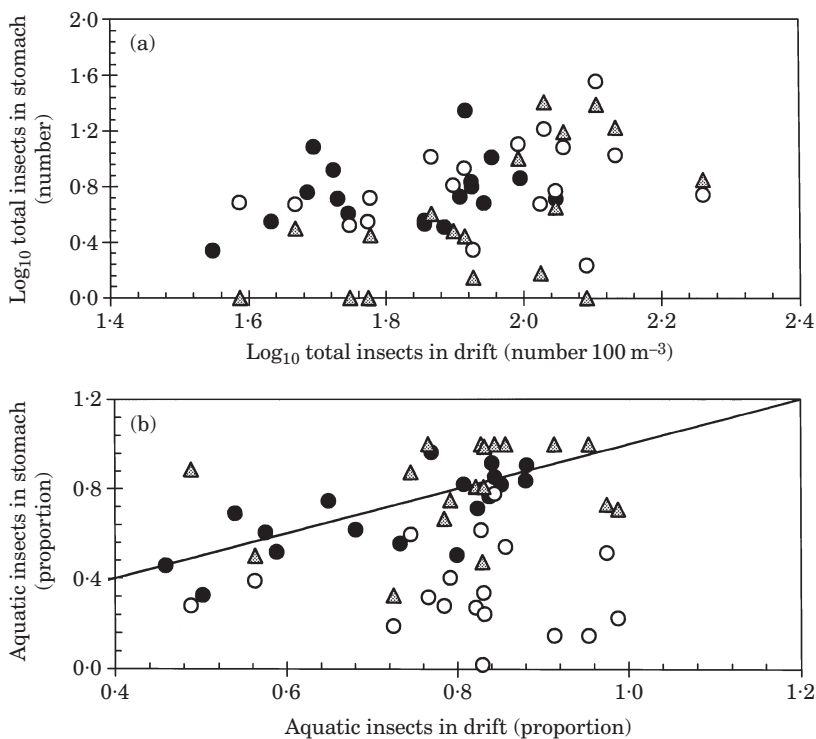 (a)
Log10 total insects in stomach
(number)
2·0
1·6
1·2
0·8
0·4
0·0
1·4 1·6 1·8 2·0 2·2 2·4
Log10 total insects in drift (number 100 m–3)
(b)
Aquatic insects in stomach
(proportion)
1·2
0·8
0·4
0·0
0·4 0·6 0·8 1·0 1·2
Aquatic insects in drift (proportion)